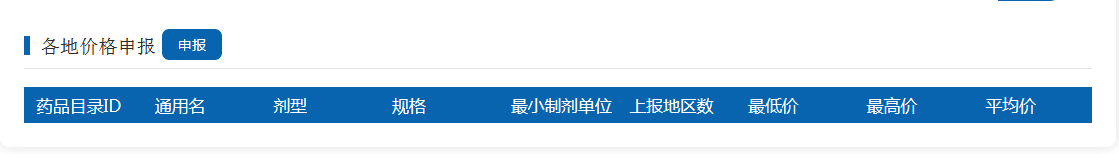 各地价格申报 申报
药品目录ID 通用名 剂型 规格 最小制剂单位 上报地区数 最低价 最高价 平均价